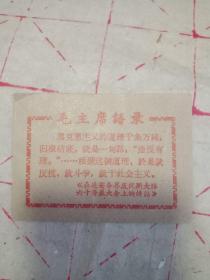 毛主席语录
马克思主义的道理千条万绪，
归根结底，就是一句话，“造反有
理。”……根据这个道理，于是就
反抗，就斗争，就干社会主义。
《在延安各界庆祝斯大林
六十寿辰大会上的讲话》